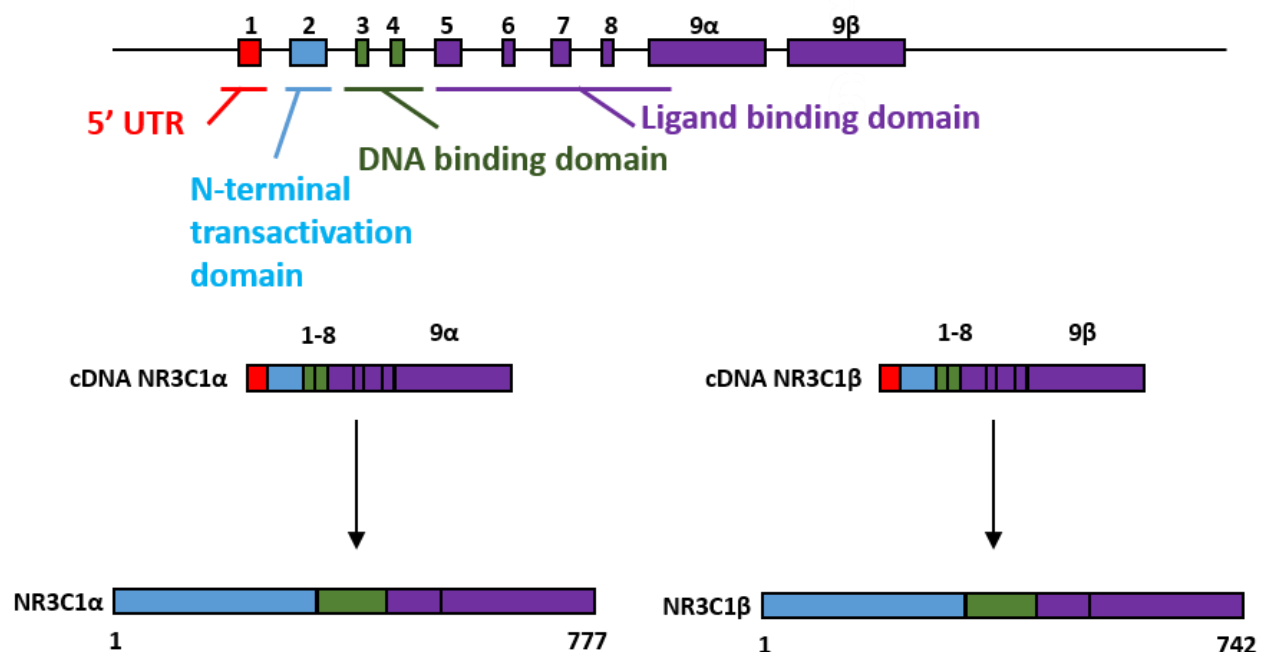 1 2 3 4 5 6 7 8 9α 9β
5’ UTR
Ligand binding domain
DNA binding domain
N-terminal
transactivation
domain
1-8 9α
1-8 9β
cDNA NR3C1α
cDNA NR3C1β
NR3C1α
NR3C1β
1 777
1 742